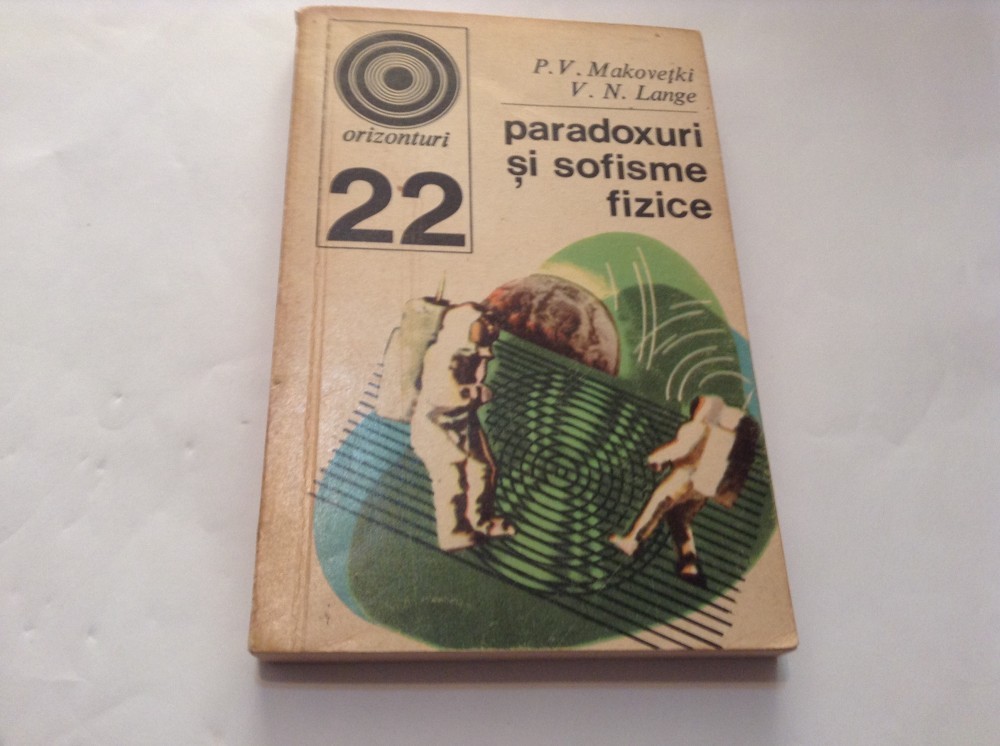 orizonturi
22
P.V. Makovețki
V. N. Lange
paradoxuri
și sofisme
fizice